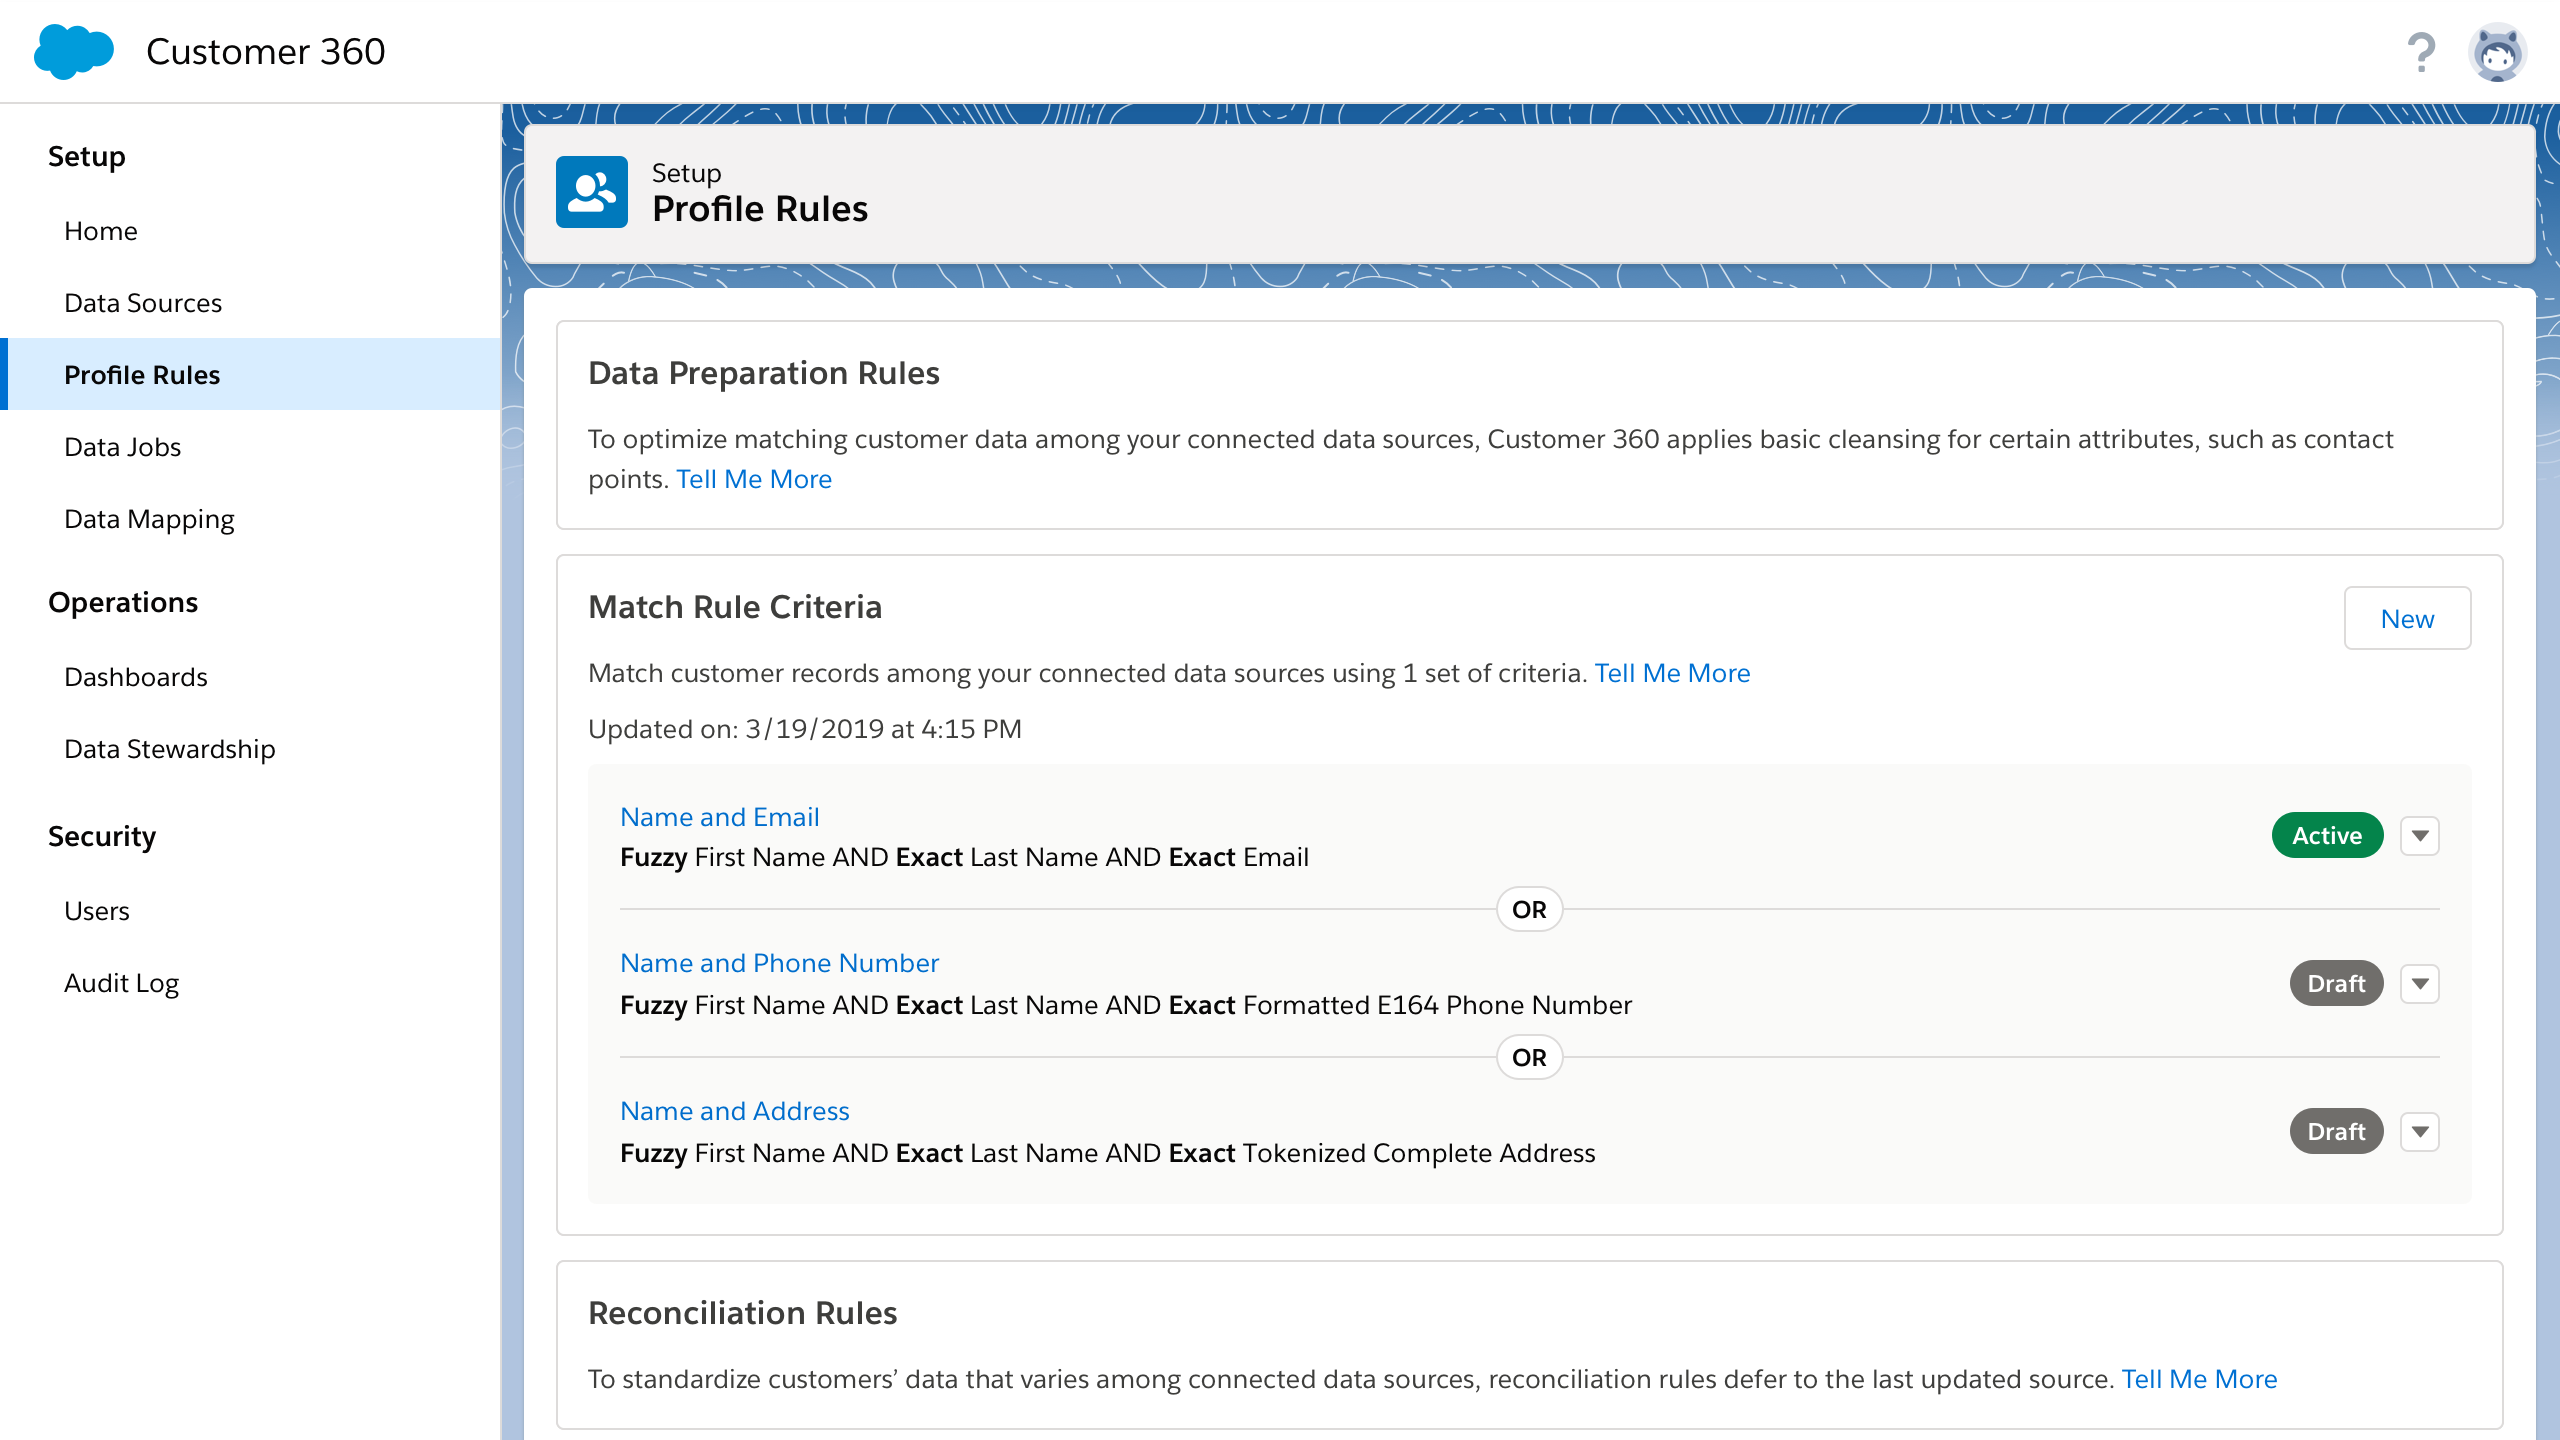 Customer 360
?
Setup
Home
Data Sources
Profile Rules
Data Jobs
Data Mapping
Operations
Dashboards
Data Stewardship
Security
Users
Audit Log
Setup
Profile Rules
Data Preparation Rules
To optimize matching customer data among your connected data sources, Customer 360 applies basic cleansing for certain attributes, such as contact
points. Tell Me More
Match Rule Criteria
New
Match customer records among your connected data sources using 1 set of criteria. Tell Me More
Updated on: 3/19/2019 at 4:15 PM
Name and Email
Fuzzy First Name AND Exact Last Name AND Exact Email
Active
OR
Name and Phone Number
Fuzzy First Name AND Exact Last Name AND Exact Formatted E164 Phone Number
Draft
OR
Name and Address
Fuzzy First Name AND Exact Last Name AND Exact Tokenized Complete Address
Draft
Reconciliation Rules
To standardize customers’ data that varies among connected data sources, reconciliation rules defer to the last updated source. Tell Me More